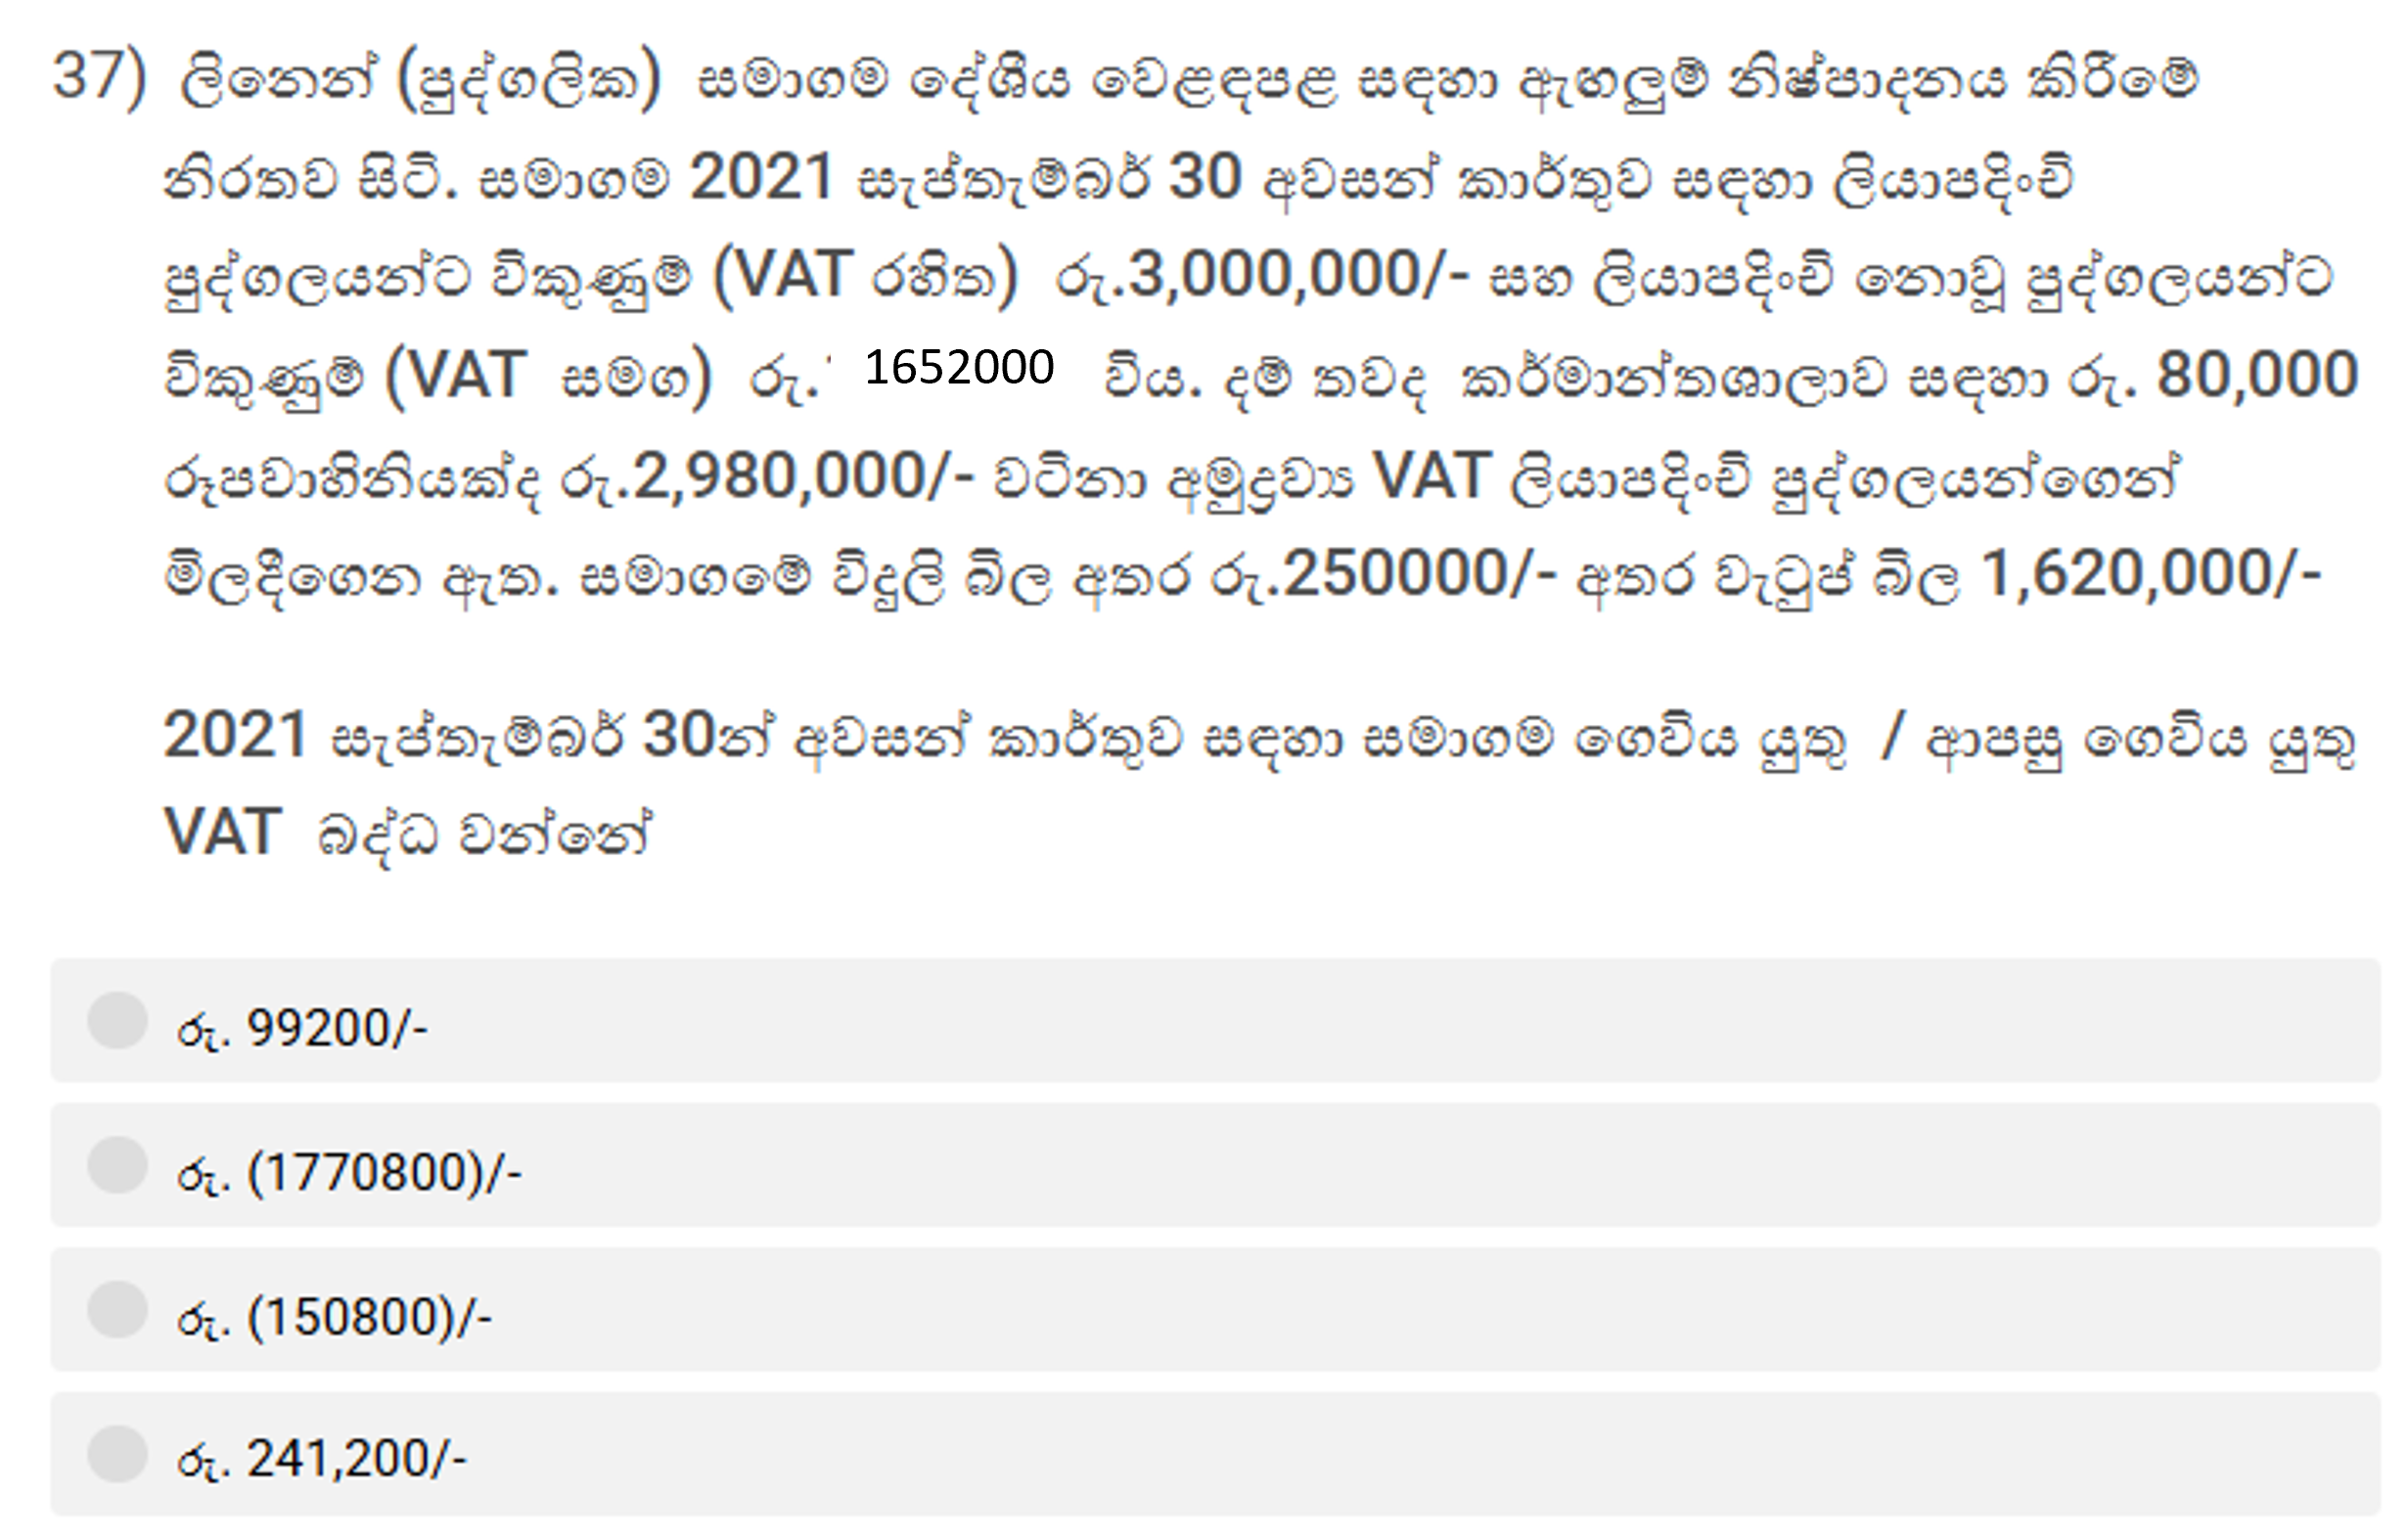 37) ලිනෙන් (පුද්ගලික) සමාගම දේශීය වෙළඳපළ සඳහා ඇඟලුම් නිෂ්පාදනය කිරීමේ
නිරතව සිටී. සමාගම 2021 සැප්තැම්බර් 30 අවසන් කාර්තුව සඳහා ලියාපදිංචි
පුද්ගලයන්ට විකුණුම් (VAT රහිත) රු.3,000,000/- සහ ලියාපදිංචි නොවූ පුද්ගලයන්ට
විකුණුම් (VAT සමග) රු. 1652000 විය. දම් තවද කර්මාන්තශාලාව සඳහා රු. 80,000
රූපවාහිනියක්ද රු.2,980,000/- වටිනා අමුද්‍රව්‍ය VAT ලියාපදිංචි පුද්ගලයන්ගෙන්
මිලදීගෙන ඇත. සමාගමේ විදුලි බිල අතර රු.250000/- අතර වැටුප් බිල 1,620,000/-
2021 සැප්තැම්බර් 30න් අවසන් කාර්තුව සඳහා සමාගම ගෙවිය යුතු / ආපසු ගෙවිය යුතු
VAT බද්ධ වන්නේ
රු. 99200/-
රු. (1770800)/-
රු. (150800)/-
රු. 241,200/-